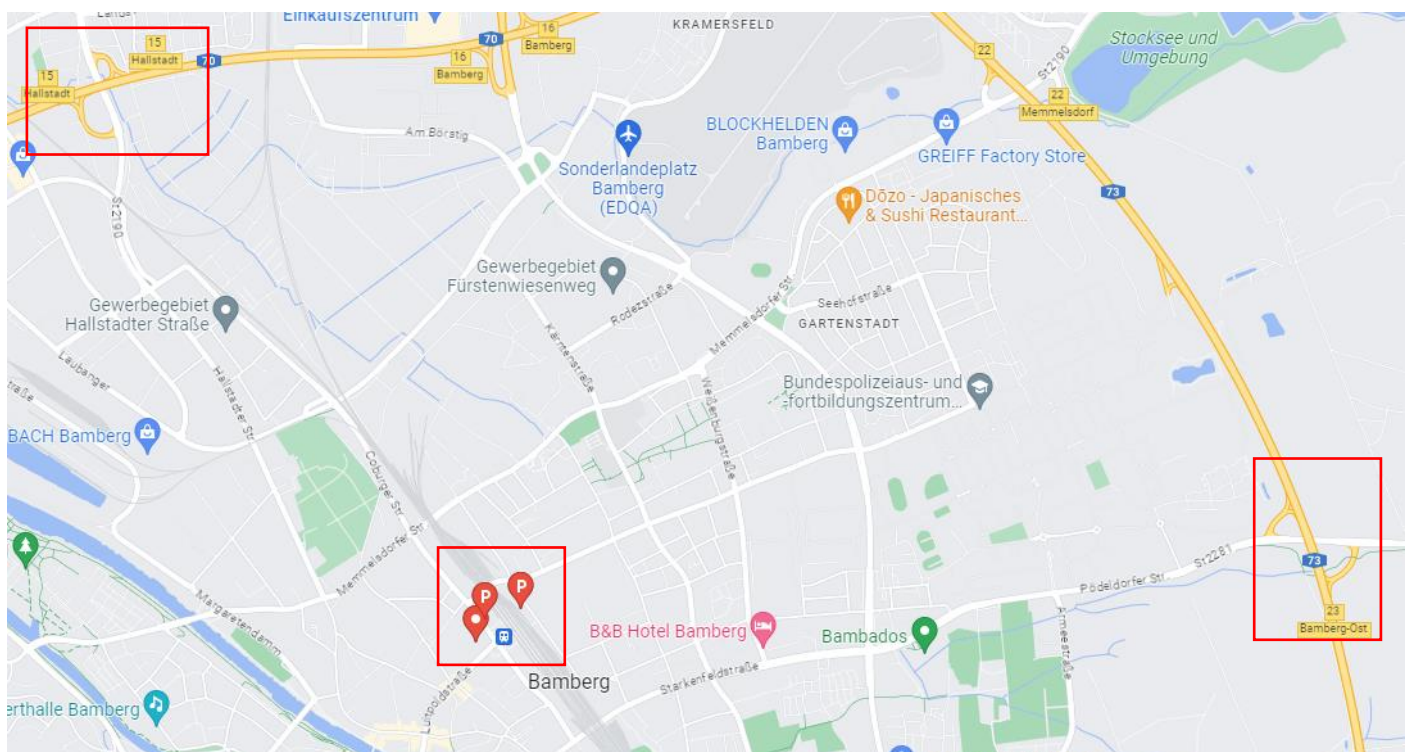 Einkaufszentrum
KRAMERSFELD
15
Hallstadt
15
Hallstadt
70
70
16
Bamberg
16
Bamberg
22
St2190
Stocksee und
Umgebung
22
Memmelsdorf
Am Börstig
BLOCKHELDEN
Bamberg
GREIFF Factory Store
Sonderlandeplatz
Bamberg
(EDQA)
73
Dōzo - Japanisches
& Sushi Restaurant...
St2190
Gewerbegebiet
Fürstenwiesenweg
Rodezstraße
Memmelsdorfer Str.
Seehofstraße
GARTENSTADT
Gewerbegebiet
Hallstadter Straße
Kärntenstraße
Laubanger
Hallstadter Str.
Weißenburgstraße
Bundespolizeiaus- und
-fortbildungszentrum...
BACH Bamberg
Coburger Str.
Memmelsdorfer Str.
St2281
Pödeldorfer Str.
73
23
Bamberg-Ost
P
P
Margaretendamm
B&B Hotel Bamberg
Bambados
Armeestraße
Starkenfeldstraße
Bamberg
Luitpoldstraße
erthalle Bamberg